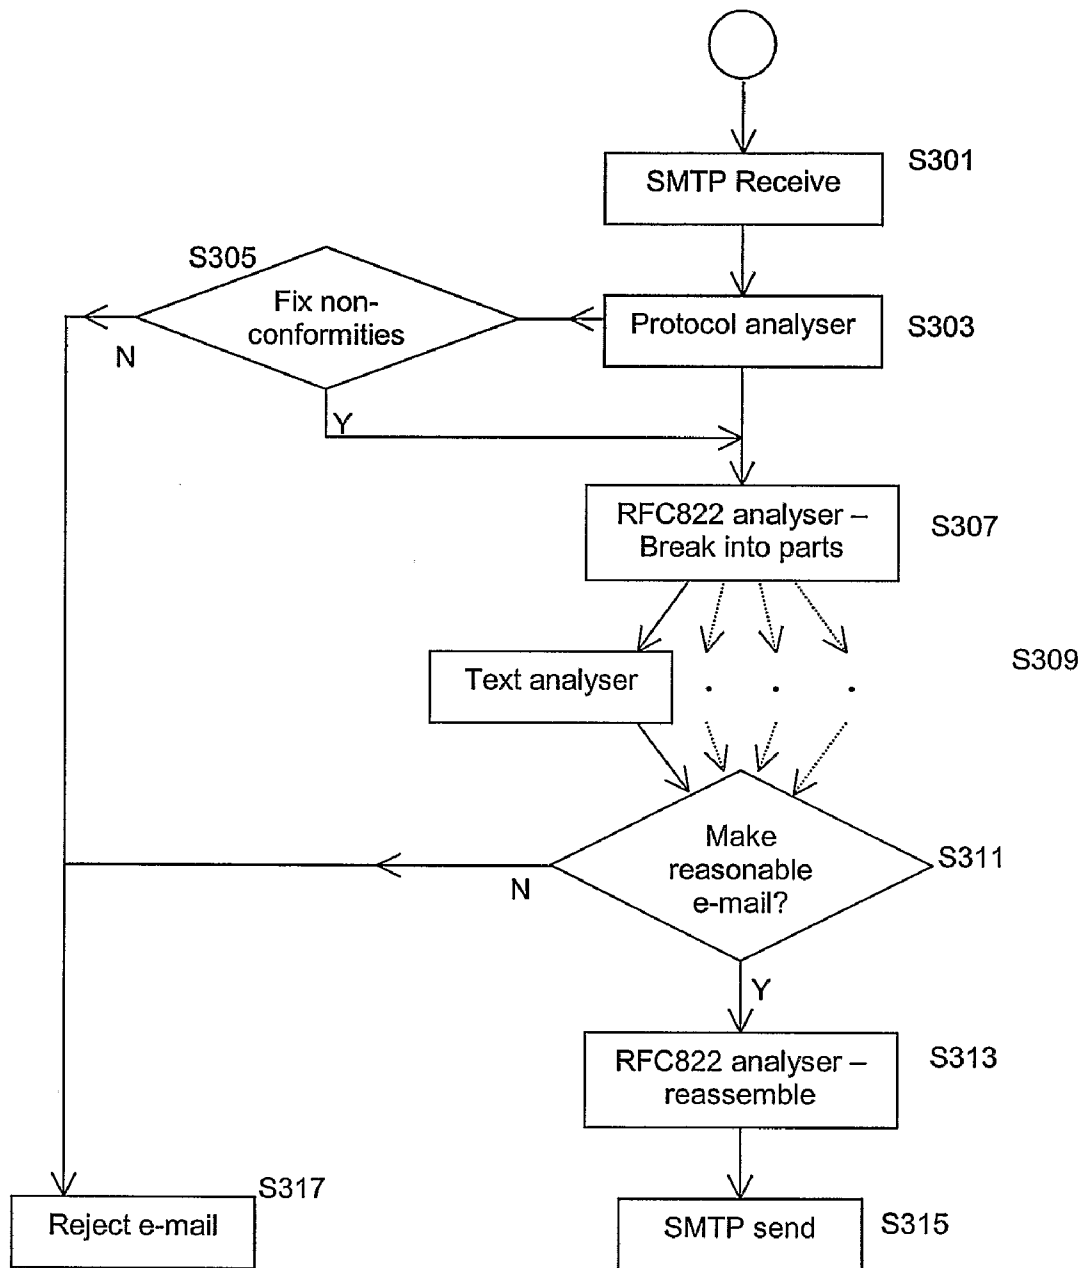 SMTP Receive
S301
S305
Fix non-
conformities
Protocol analyser
S303
N
Y
RFC822 analyser –
Break into parts
S307
Text analyser
S309
Make
reasonable
e-mail?
S311
N
Y
RFC822 analyser –
reassemble
S313
S317
Reject e-mail
SMTP send
S315